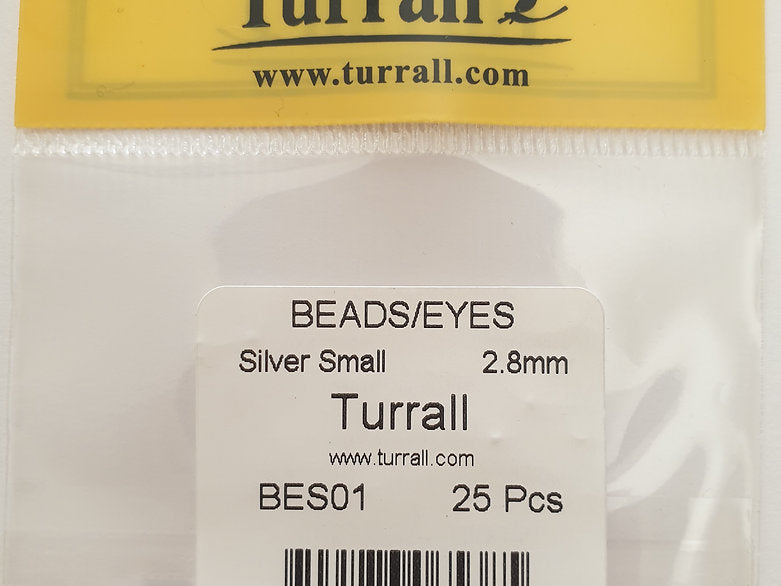 Turrall
www.turrall.com
BEADS/EYES
Silver Small 2.8mm
Turrall
www.turrall.com
BES01 25 Pcs